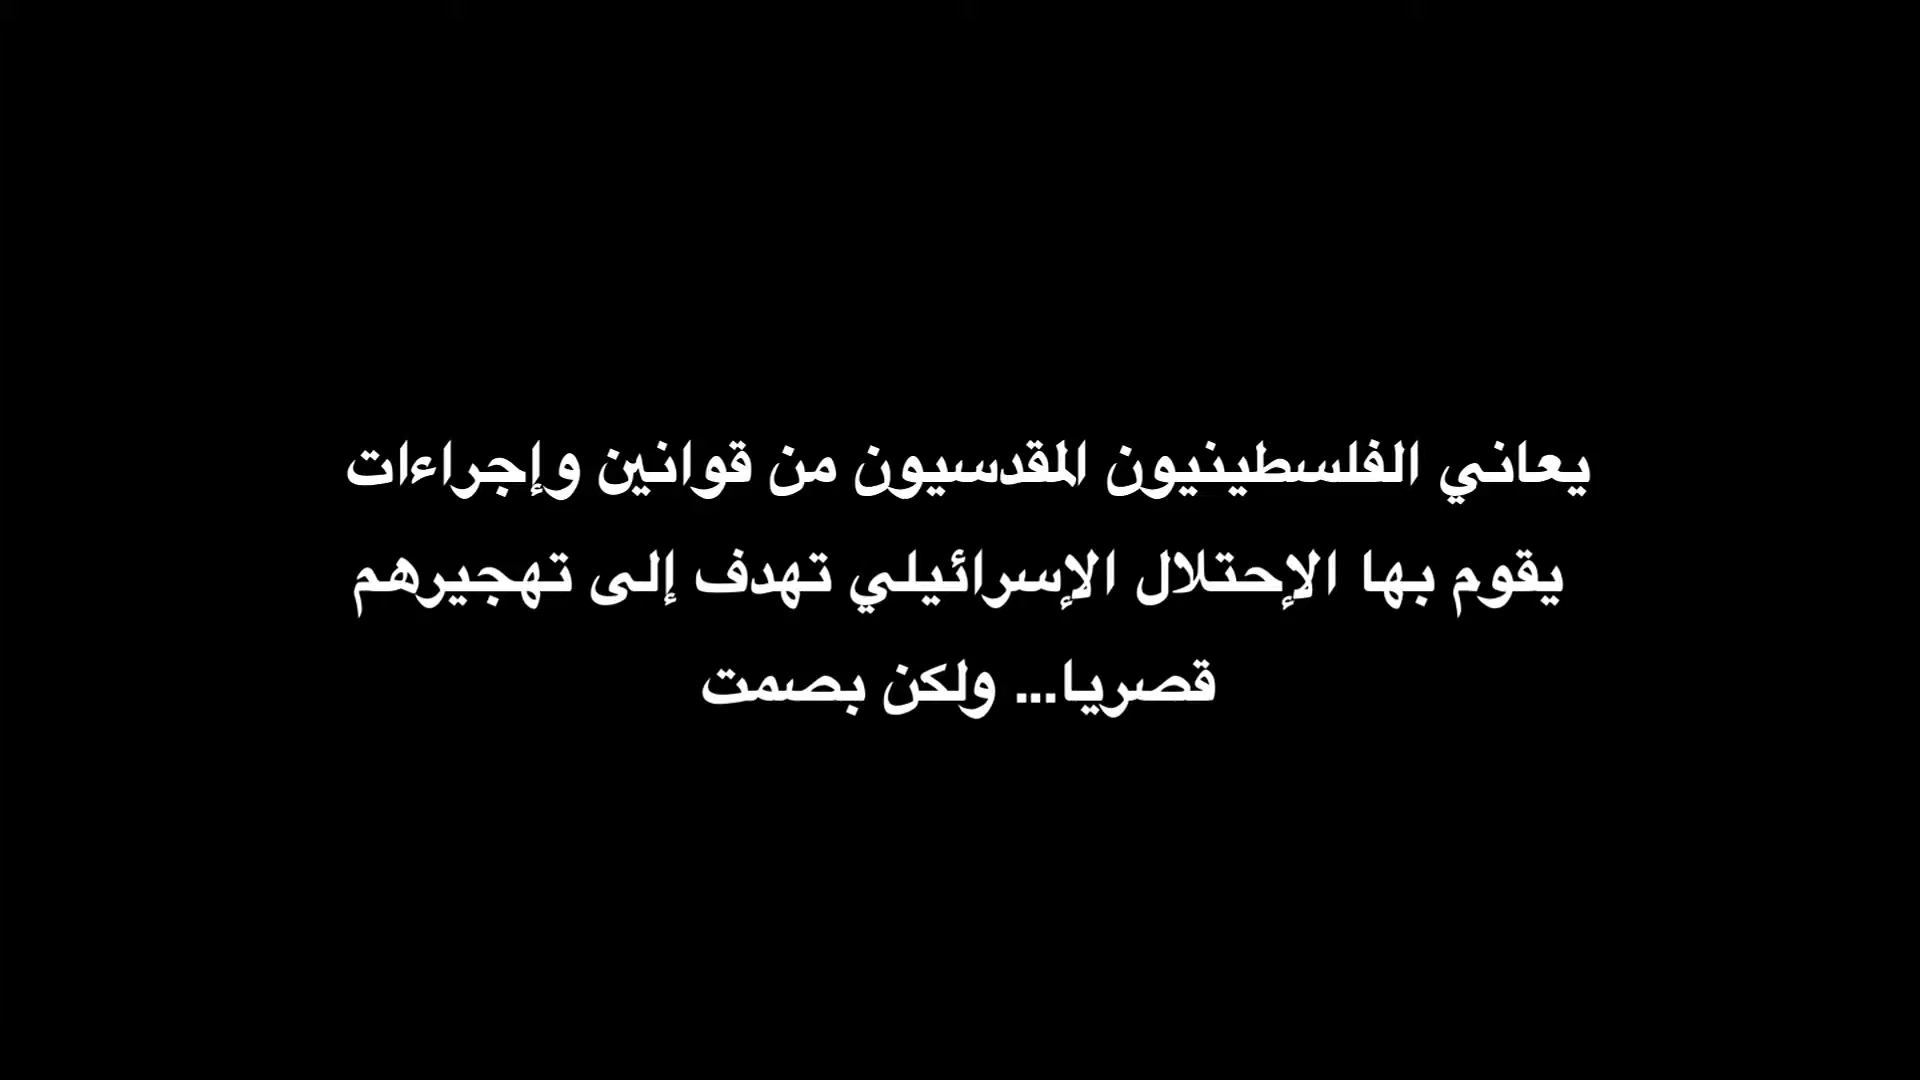 يعاني الفلسطينيون المقدسيون من قوانين وإجراءات
يقوم بها الإحتلال الإسرائيلي تهدف إلى تهجيرهم
قصريا... ولكن بصمت